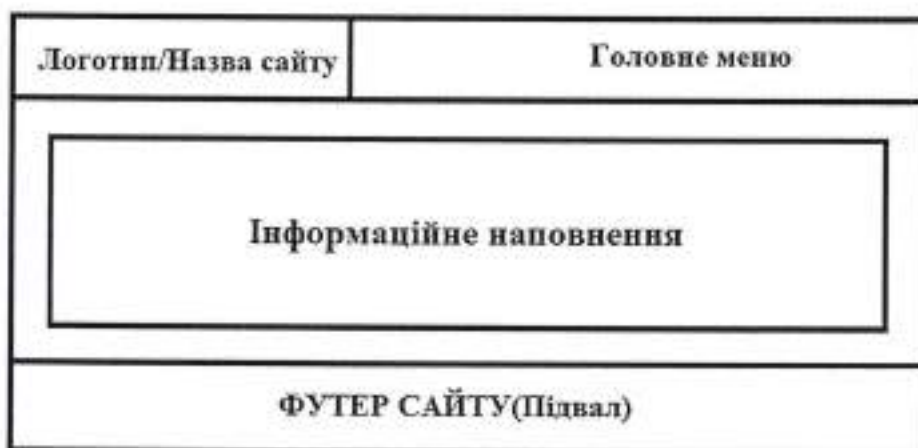 Логотип/Назва сайту
Головне меню
Інформаційне наповнення
ФУТЕР САЙТУ(Підвал)